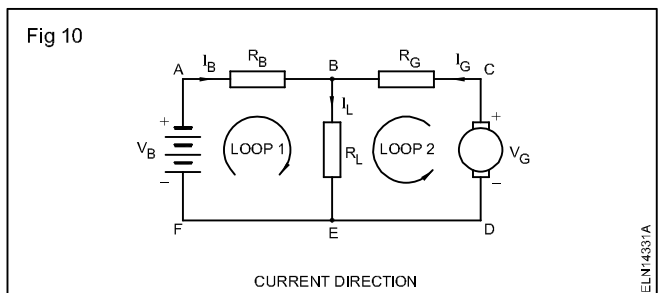 Fig 10
A I_B R_B B R_G I_G C
+ I_L +
V_B LOOP 1 R_L LOOP 2 V_G
– –
F E D
CURRENT DIRECTION
ELN14331A